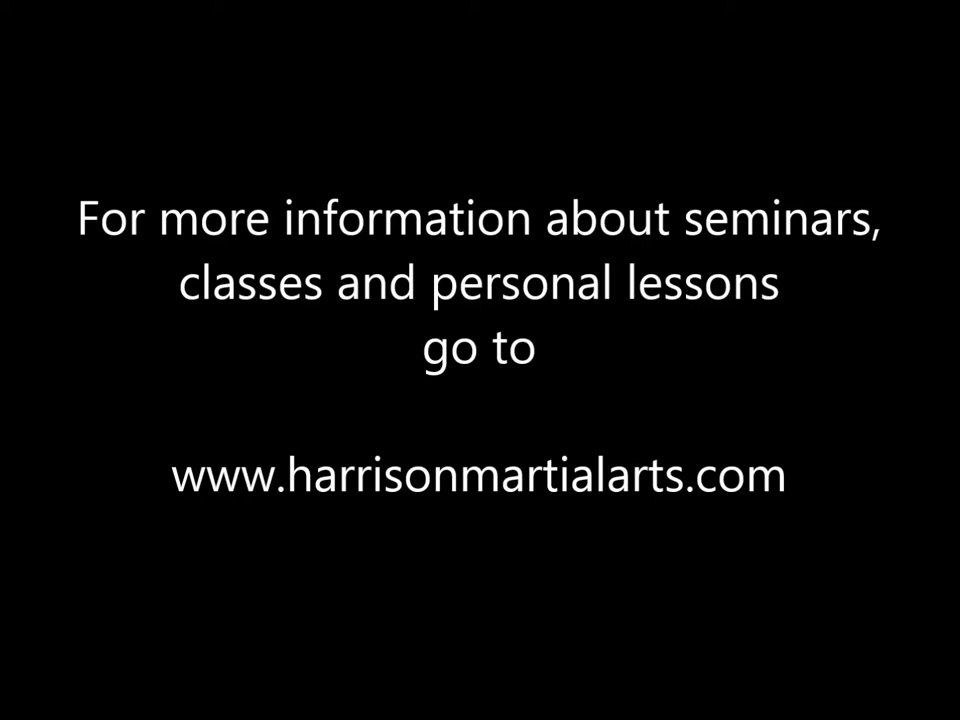 For more information about seminars,
classes and personal lessons
go to
www.harrisonmartialarts.com